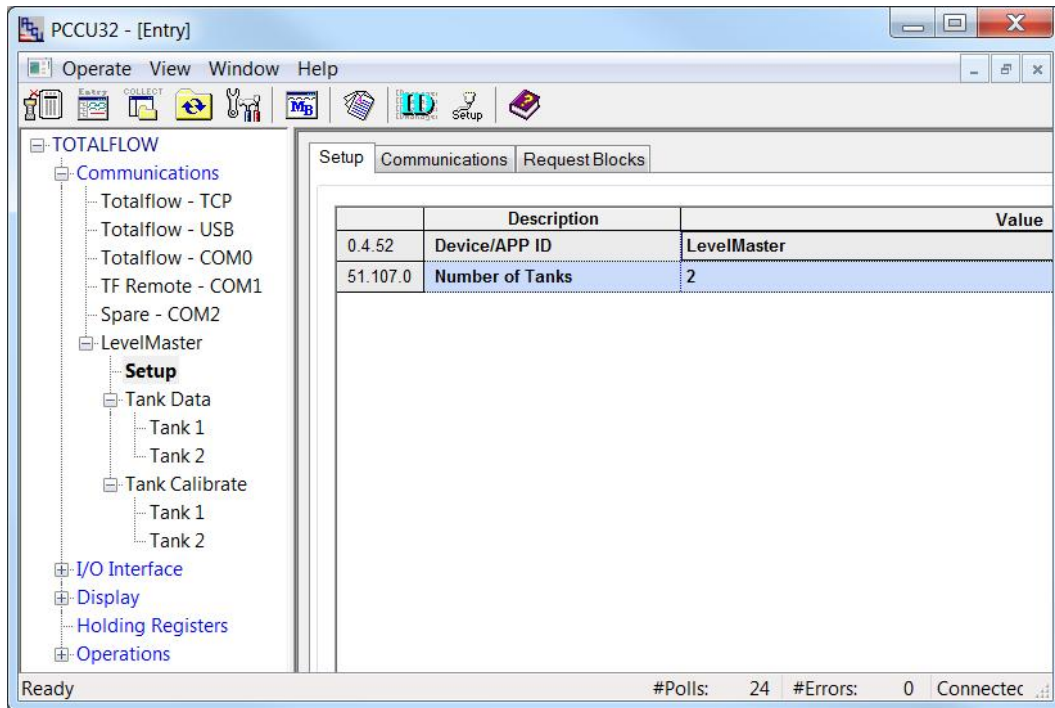 PCCU32 - [Entry]
Operate View Window Help
Entry
COLLECT
MB
ID
Setup
TOTALFLOW
Communications
Totalflow - TCP
Totalflow - USB
Totalflow - COM0
TF Remote - COM1
Spare - COM2
LevelMaster
Setup
Tank Data
Tank 1
Tank 2
Tank Calibrate
Tank 1
Tank 2
I/O Interface
Display
Holding Registers
Operations
Setup Communications Request Blocks
Description Value
0.4.52 Device/APP ID LevelMaster
51.107.0 Number of Tanks 2
Ready #Polls: 24 #Errors: 0 Connectec